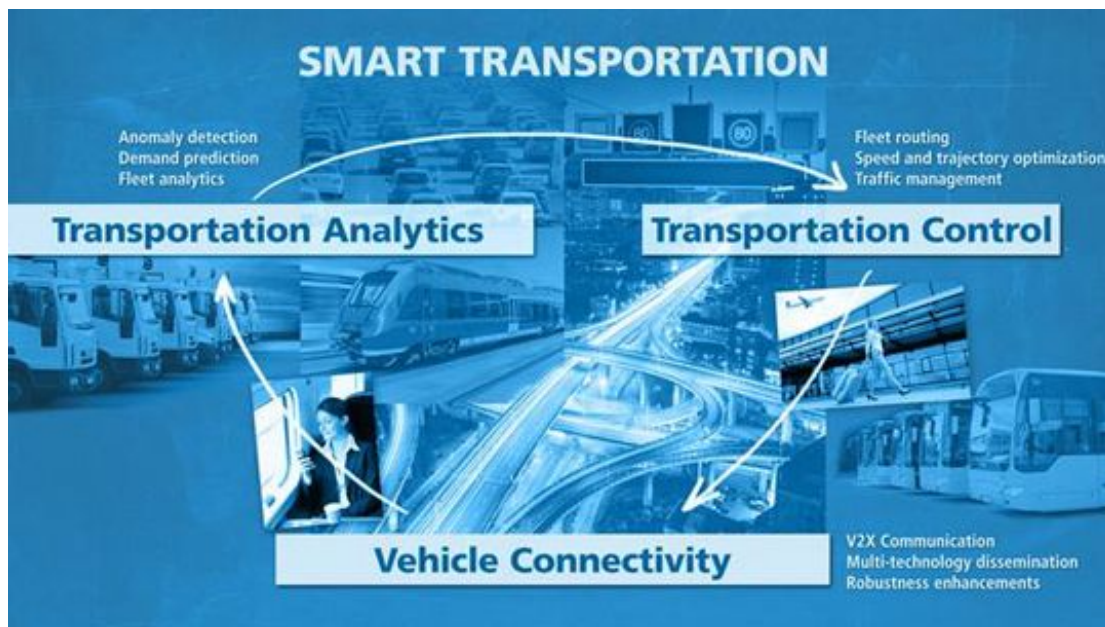 SMART TRANSPORTATION
Anomaly detection
Demand prediction
Fleet analytics
Fleet routing
Speed and trajectory optimization
Traffic management
80
80
Transportation Analytics
Transportation Control
Vehicle Connectivity
V2X Communication
Multi-technology dissemination
Robustness enhancements